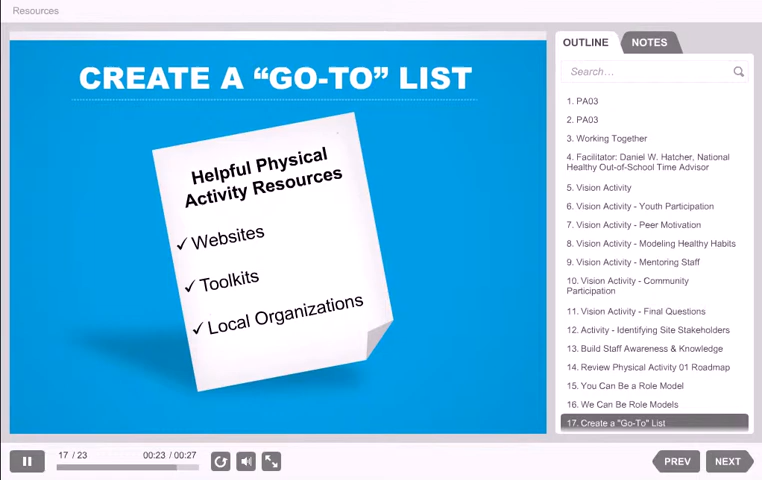 Resources
CREATE A “GO-TO” LIST
Helpful Physical
Activity Resources
✓ Websites
✓ Toolkits
✓ Local Organizations
OUTLINE
NOTES
Search...
1. PA03
2. PA03
3. Working Together
4. Facilitator: Daniel W. Hatcher, National
Healthy Out-of-School Time Advisor
5. Vision Activity
6. Vision Activity - Youth Participation
7. Vision Activity - Peer Motivation
8. Vision Activity - Modeling Healthy Habits
9. Vision Activity - Mentoring Staff
10. Vision Activity - Community
Participation
11. Vision Activity - Final Questions
12. Activity - Identifying Site Stakeholders
13. Build Staff Awareness & Knowledge
14. Review Physical Activity 01 Roadmap
15. You Can Be a Role Model
16. We Can Be Role Models
17. Create a "Go-To" List
17 / 23
00:23 / 00:27
PREV
NEXT